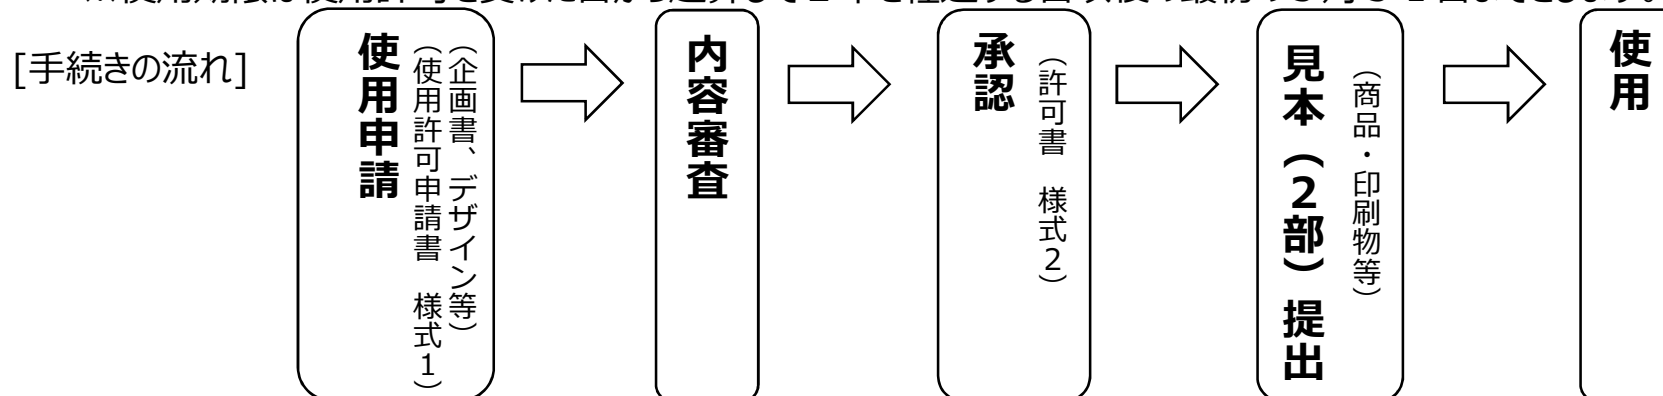 [手続きの流れ]
使用申請
（企画書、デザイン等）
（使用許可申請書　様式１）
内容審査
承認
（許可書　様式２）
見本（２部）提出
（商品・印刷物等）
使用